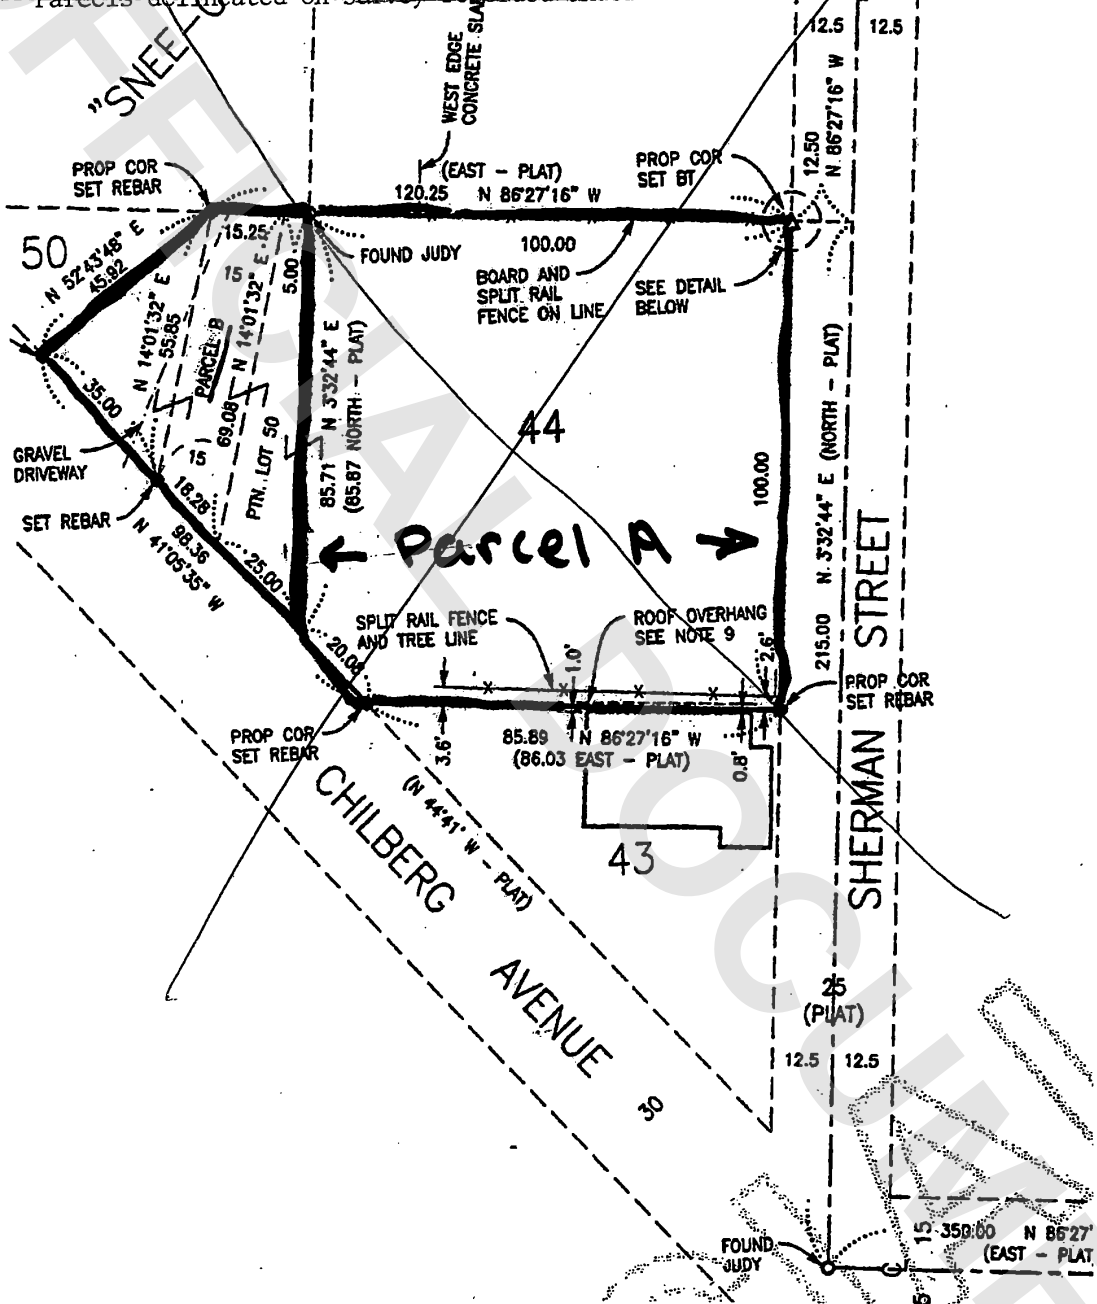 Parcels delineated on
"SNEE
WEST EDGE
CONCRETE SLAB
12.5
12.5
12.50
N 86°27'16" W
PROP COR
SET REBAR
(EAST - PLAT)
120.25
N 86°27'16" W
PROP COR
SET BT
50
15.25
100.00
FOUND JUDY
BOARD AND
SPLIT RAIL
FENCE ON LINE
SEE DETAIL
BELOW
N 52°43'48" E
45.92
N 14°01'32" E
55.85
PARCEL B
15
N 14°01'32" E
69.08
5.00
PTN. LOT 50
85.71 N 3°32'44" E
(85.87 NORTH - PLAT)
44
100.00
215.00 N 3°32'44" E (NORTH - PLAT)
35.00
GRAVEL
DRIVEWAY
(15)
18.28
SET REBAR
98.36
N 41°05'35" W
25.00
← Parcel A →
SPLIT RAIL FENCE
AND TREE LINE
ROOF OVERHANG
SEE NOTE 9
1.0'
2.6'
20.08
PROP COR
SET REBAR
PROP COR
SET REBAR
3.6'
85.89 N 86°27'16" W
(86.03 EAST - PLAT)
0.8'
(N 44°41' W - PLAT)
43
SHERMAN STREET
CHILBERG AVENUE
30
25
(PLAT)
12.5
12.5
FOUND
JUDY
15
350.00 N 86°27'
(EAST - PLAT
OFFICIAL DOCUME